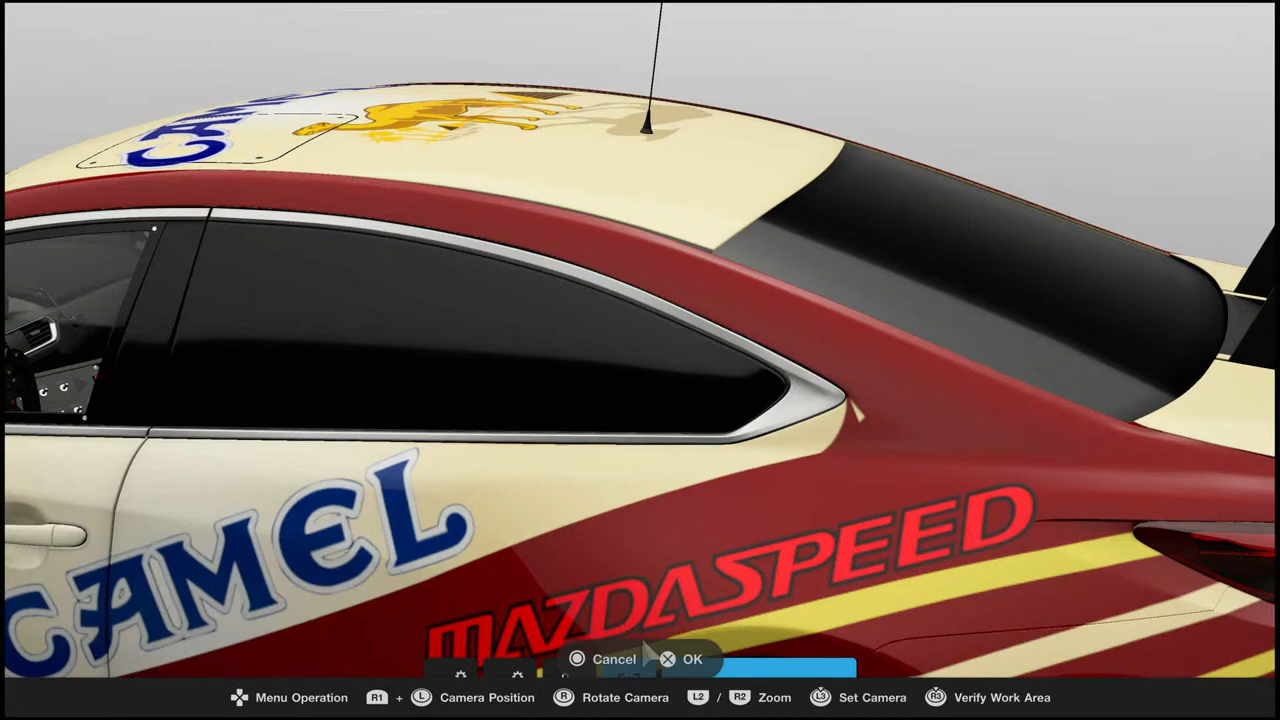 CAMEL
CAMEL
MAZDASPEED
Cancel OK
Menu Operation R1 + L Camera Position R Rotate Camera L2 / R2 Zoom L3 Set Camera R3 Verify Work Area